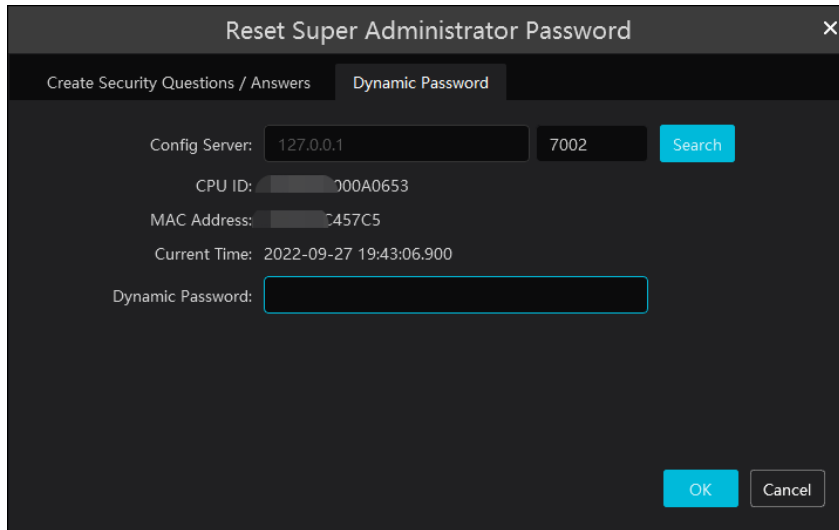 Reset Super Administrator Password
Create Security Questions / Answers Dynamic Password
Config Server: 127.0.0.1 7002 Search
CPU ID: 000A0653
MAC Address: C457C5
Current Time: 2022-09-27 19:43:06.900
Dynamic Password:
OK Cancel